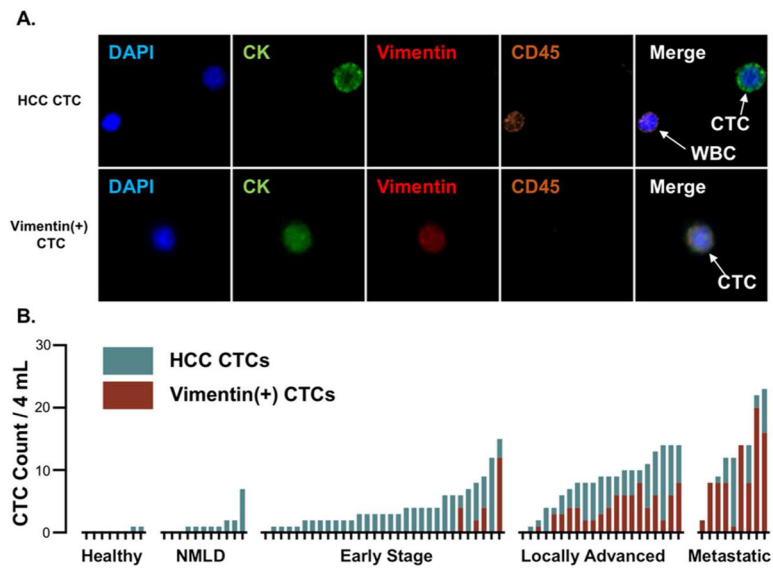 A.
DAPI CK Vimentin CD45 Merge
HCC CTC
CTC
WBC
DAPI CK Vimentin CD45 Merge
Vimentin(+)
CTC
CTC
B.
CTC Count / 4 mL
30
20
10
0
HCC CTCs
Vimentin(+) CTCs
Healthy NMLD Early Stage Locally Advanced Metastatic